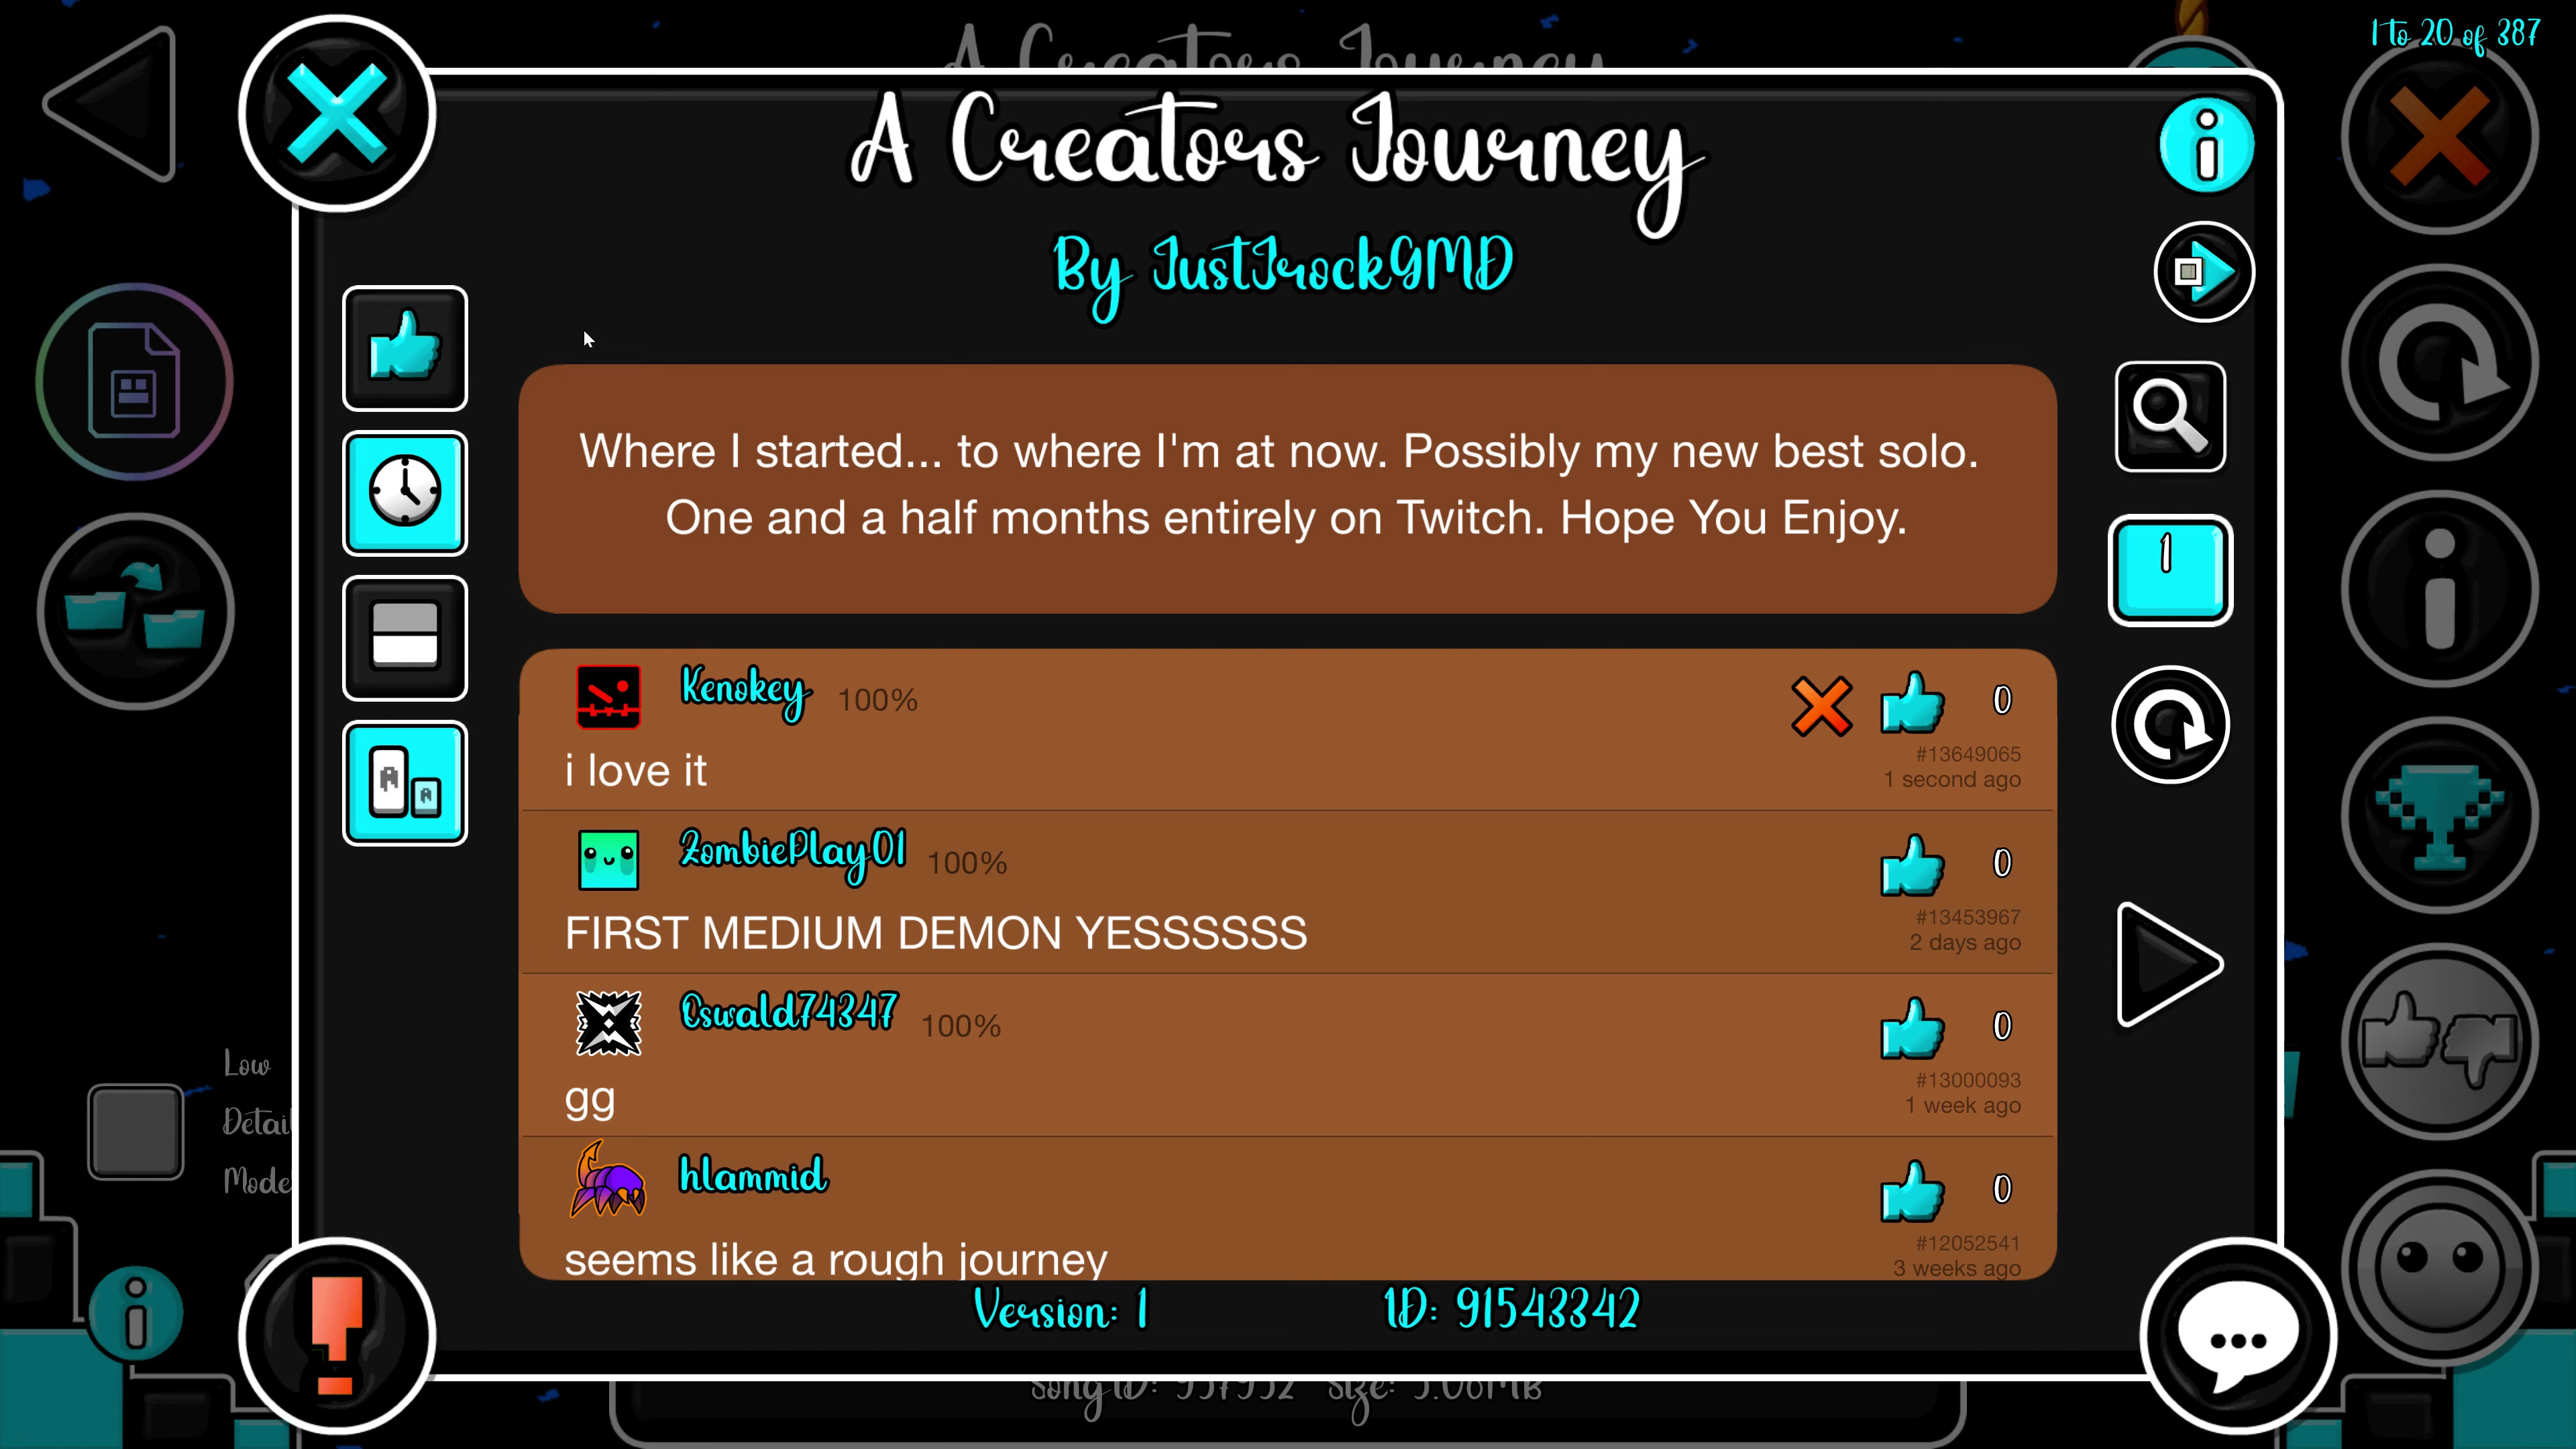 1 to 20 of 387
A Creators Journey
By JustJrockGMD
Where I started... to where I'm at now. Possibly my new best solo.
One and a half months entirely on Twitch. Hope You Enjoy.
1
Kenokey 100% 0
#13649065
i love it
1 second ago
ZombiePlay01 100% 0
#13453967
FIRST MEDIUM DEMON YESSSSSS
2 days ago
Oswald74347 100% 0
#13000093
gg
1 week ago
hlammid 0
#12052541
seems like a rough journey
3 weeks ago
Low
Detail
Mode
Version: 1 ID: 91543342